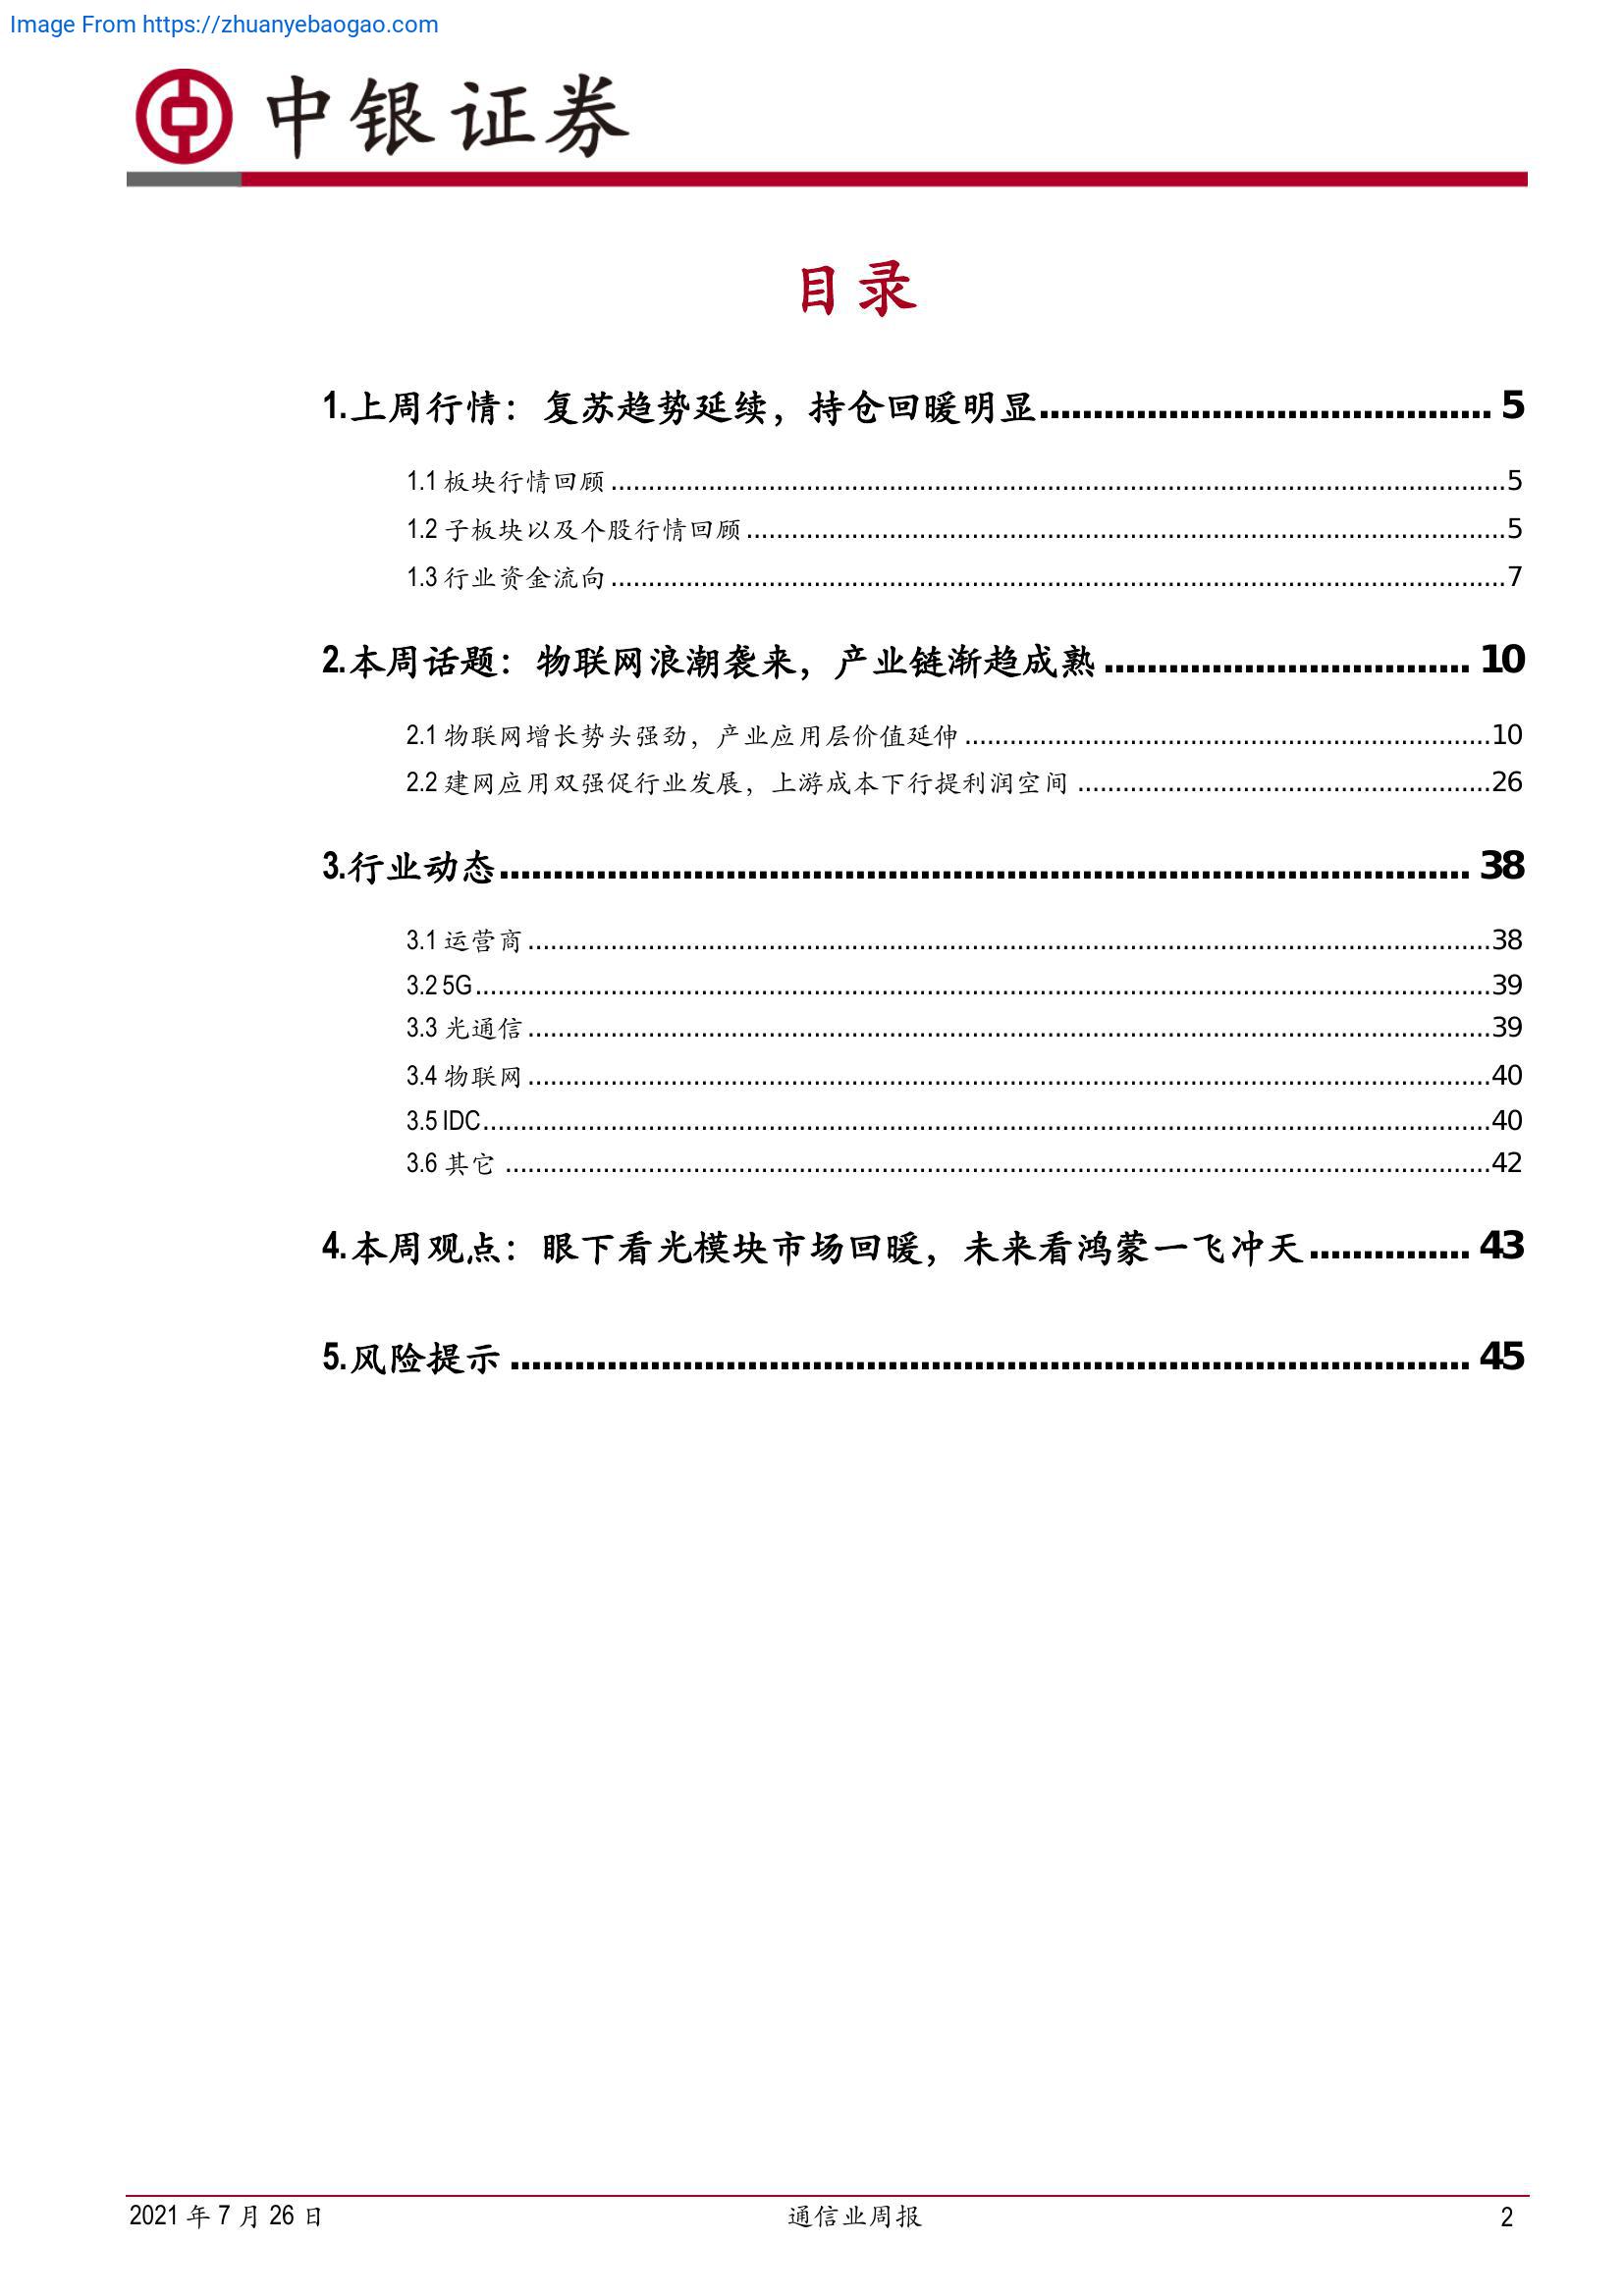 Image From https://zhuanyebaogao.com
中银证券
目录
1.上周行情：复苏趋势延续，持仓回暖明显.......................................... 5
1.1 板块行情回顾.......................................................................................................................5
1.2 子板块以及个股行情回顾.....................................................................................................5
1.3 行业资金流向.......................................................................................................................7
2.本周话题：物联网浪潮袭来，产业链渐趋成熟.................................. 10
2.1 物联网增长势头强劲，产业应用层价值延伸......................................................................10
2.2 建网应用双强促行业发展，上游成本下行提利润空间.......................................................26
3.行业动态.......................................................................................... 38
3.1 运营商................................................................................................................................38
3.2 5G.......................................................................................................................................39
3.3 光通信................................................................................................................................39
3.4 物联网................................................................................................................................40
3.5 IDC......................................................................................................................................40
3.6 其它...................................................................................................................................42
4.本周观点：眼下看光模块市场回暖，未来看鸿蒙一飞冲天............... 43
5.风险提示......................................................................................... 45
2021 年 7 月 26 日 通信业周报 2